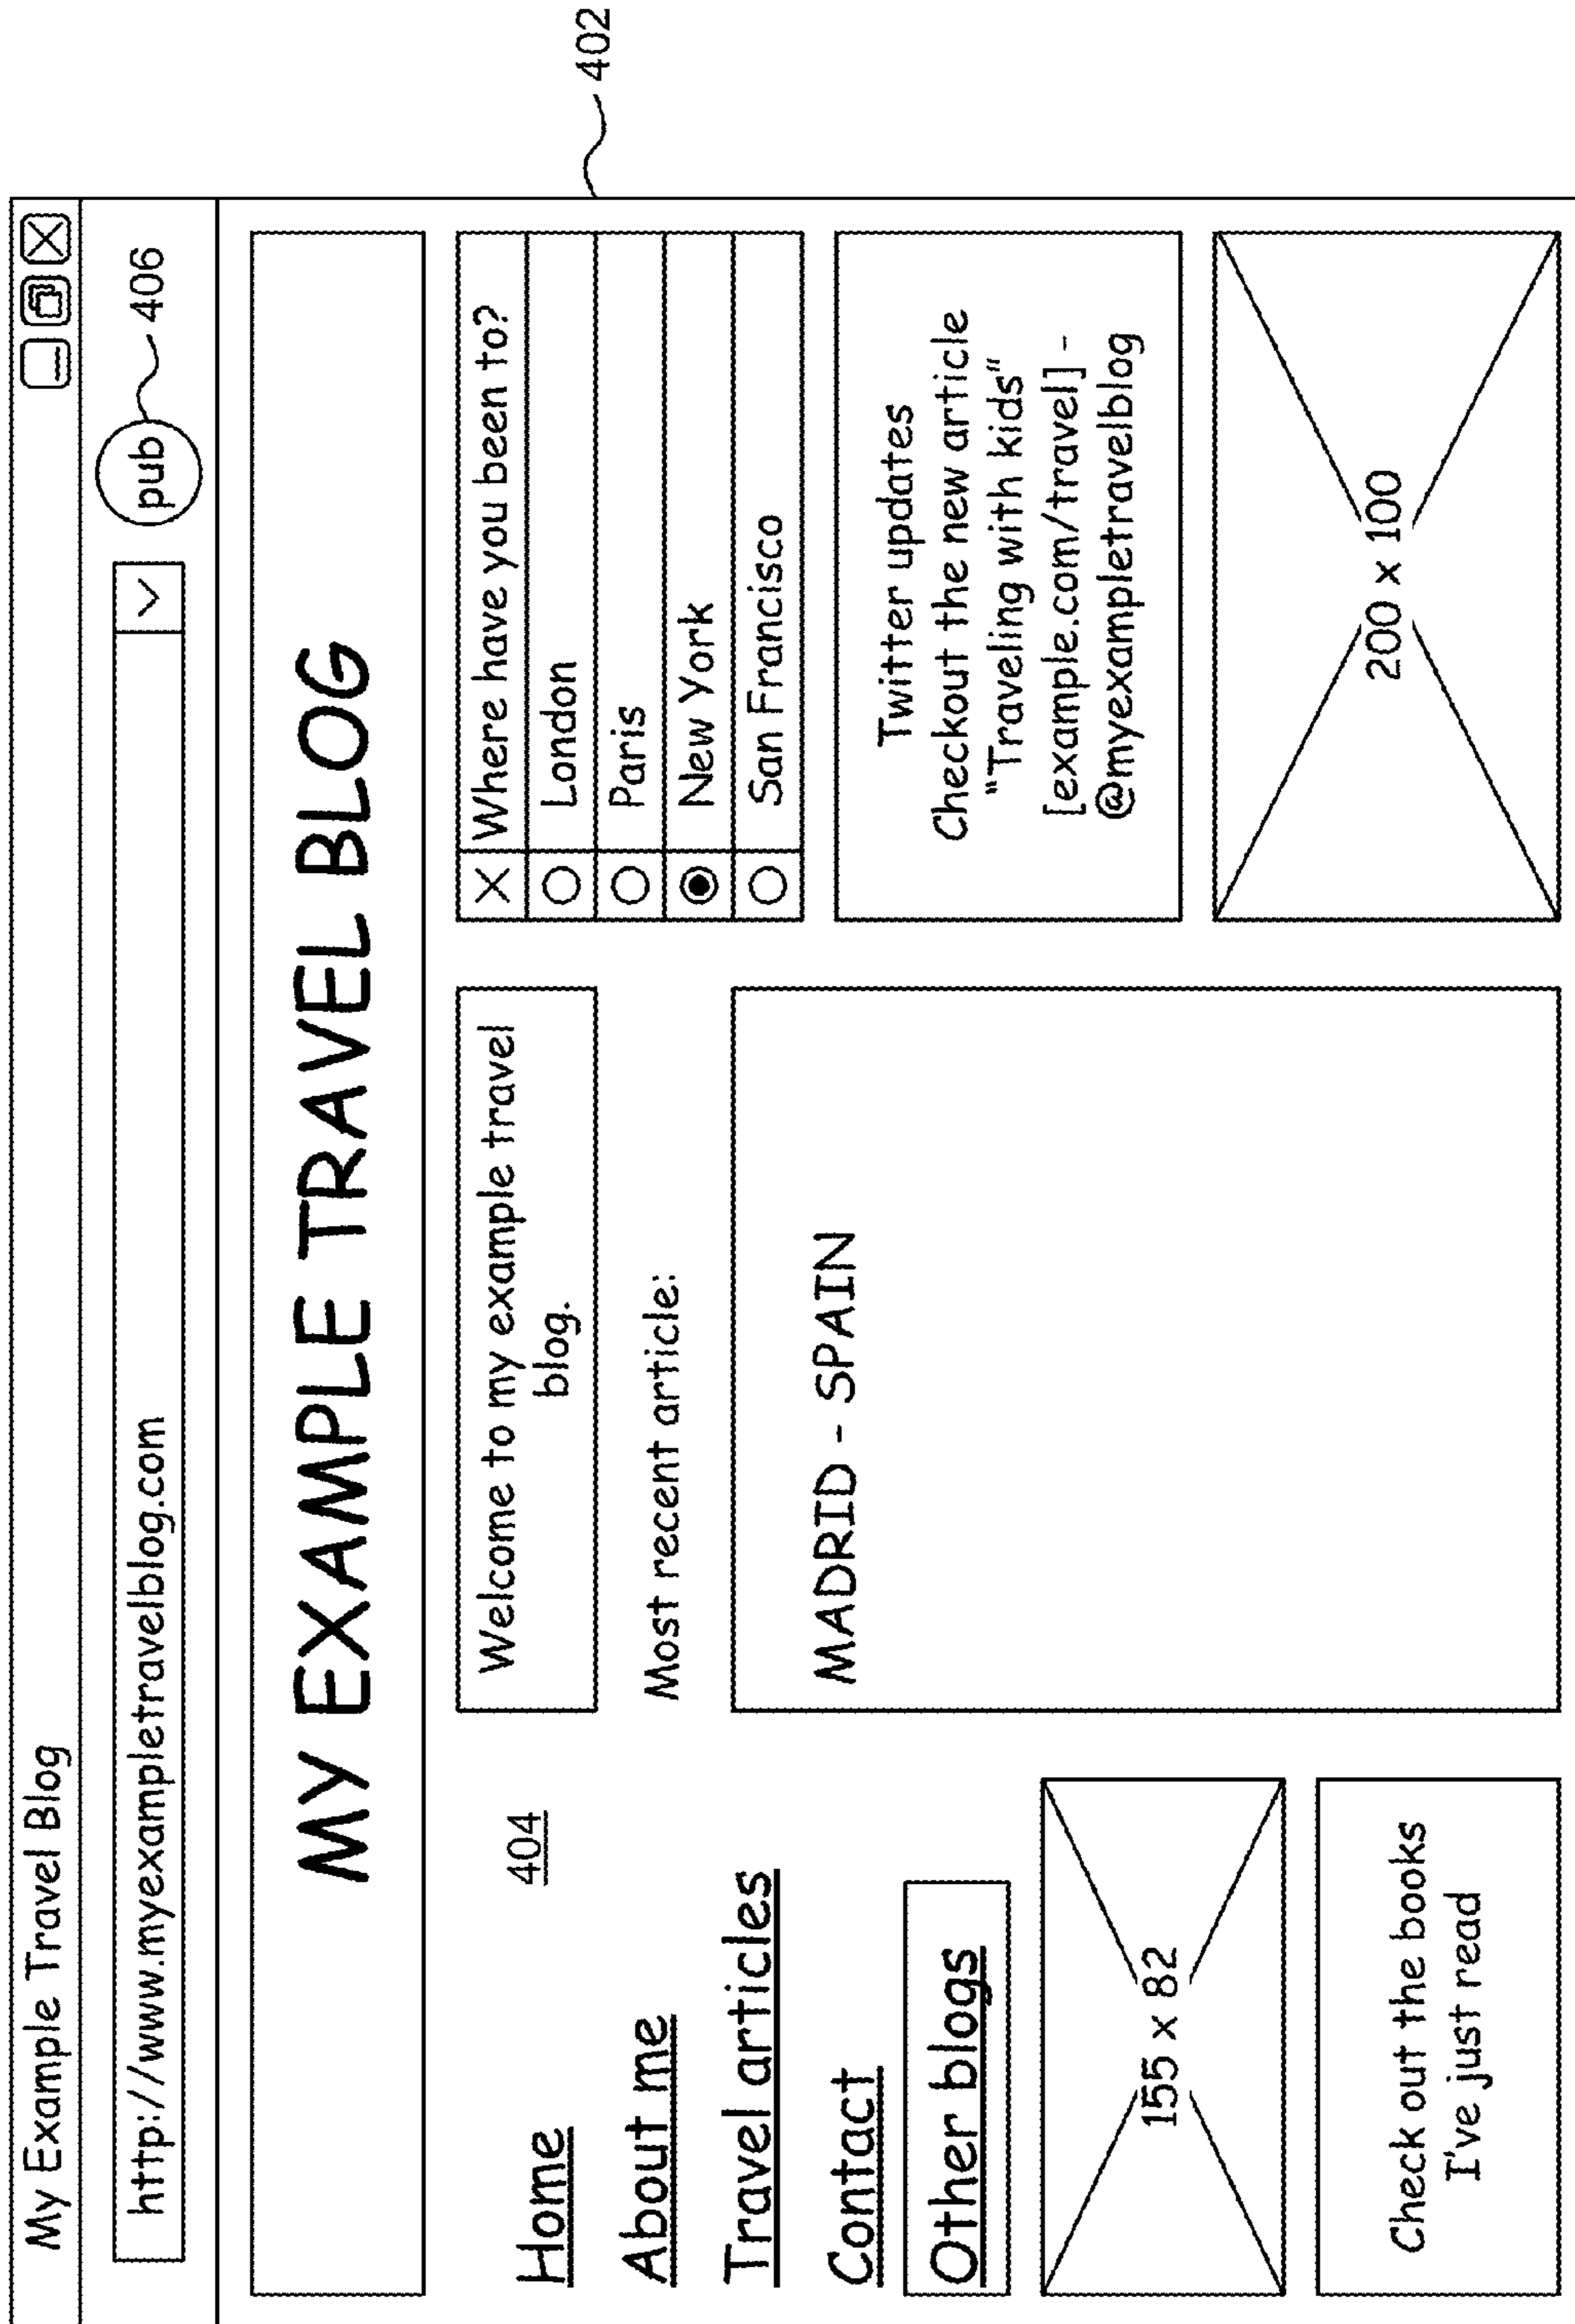 My Example Travel Blog
http://www.myexampletravelblog.com
pub
406
402
MY EXAMPLE TRAVEL BLOG
404
Home
About me
Travel articles
Contact
Other blogs
155 x 82
Check out the books
I've just read
Welcome to my example travel
blog.
Most recent article:
MADRID - SPAIN
X Where have you been to?
London
Paris
New York
San Francisco
Twitter updates
Checkout the new article
"Traveling with kids"
[example.com/travel] -
@myexampletravelblog
200 x 100